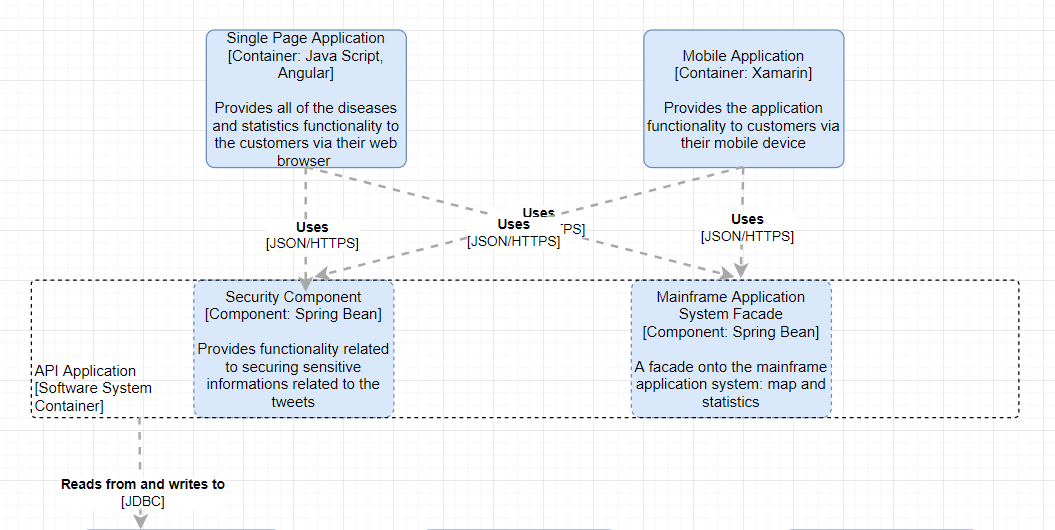 Single Page Application
[Container: Java Script,
Angular]
Provides all of the diseases
and statistics functionality to
the customers via their web
browser
Mobile Application
[Container: Xamarin]
Provides the application
functionality to customers via
their mobile device
Uses
[JSON/HTTPS]
Uses
PS]
Uses
[JSON/HTTPS]
Uses
[JSON/HTTPS]
Security Component
[Component: Spring Bean]
Provides functionality related
to securing sensitive
informations related to the
tweets
Mainframe Application
System Facade
[Component: Spring Bean]
A facade onto the mainframe
application system: map and
statistics
API Application
[Software System
Container]
Reads from and writes to
[JDBC]